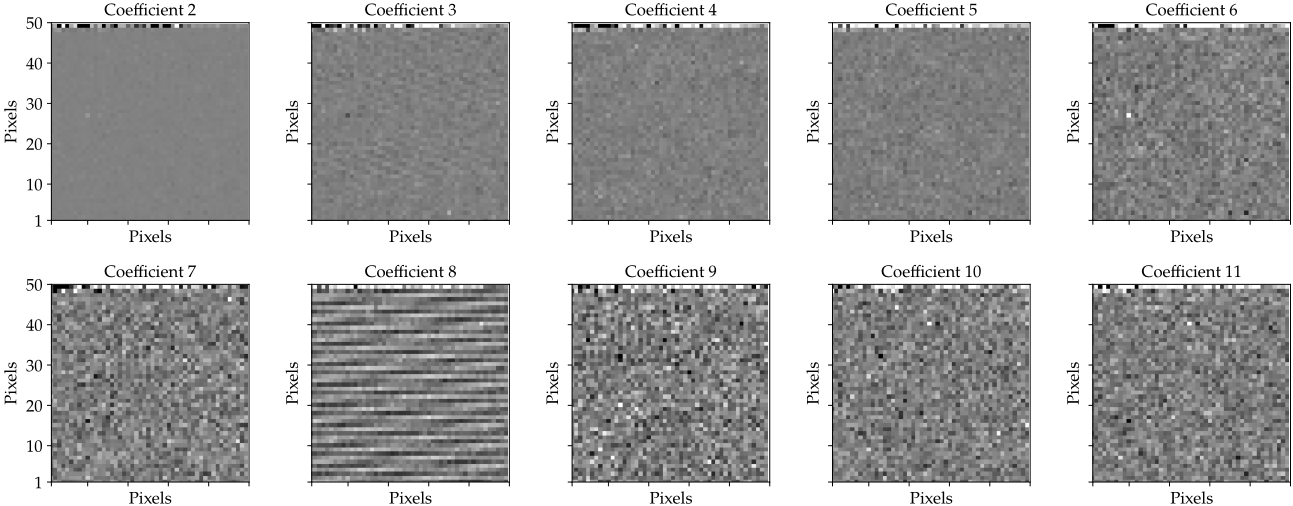 Coefficient 2 Coefficient 3 Coefficient 4 Coefficient 5 Coefficient 6
50
40
30
20
10
1
Pixels Pixels Pixels Pixels Pixels
Pixels Pixels Pixels Pixels Pixels
Coefficient 7 Coefficient 8 Coefficient 9 Coefficient 10 Coefficient 11
50
40
30
20
10
1
Pixels Pixels Pixels Pixels Pixels
Pixels Pixels Pixels Pixels Pixels